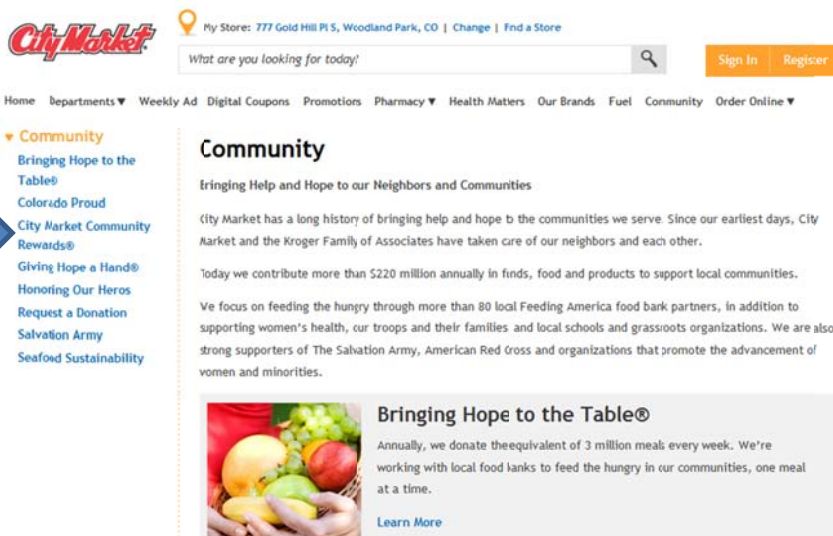 City Market.
My Store: 777 Gold Hill Pl S, Woodland Park, CO | Change | Fnd a Store
What are you looking for today?
Sign In Register
Home Departments▼ Weekly Ad Digital Coupons Promotions Pharmacy▼ Health Matters Our Brands Fuel Community Order Online▼
▼ Community
Bringing Hope to the
Table®
Colorado Proud
City Market Community
Rewards®
Giving Hope a Hand®
Honoring Our Heros
Request a Donation
Salvation Army
Seafood Sustainability
Community
Bringing Help and Hope to our Neighbors and Communities
City Market has a long history of bringing help and hope to the communities we serve. Since our earliest days, City
Market and the Kroger Family of Associates have taken care of our neighbors and each other.
Today we contribute more than $220 million annually in funds, food and products to support local communities.
We focus on feeding the hungry through more than 80 local Feeding America food bank partners, in addition to
supporting women's health, our troops and their families and local schools and grassroots organizations. We are also
strong supporters of The Salvation Army, American Red Cross and organizations that promote the advancement of
women and minorities.
Bringing Hope to the Table®
Annually, we donate theequivalent of 3 million meals every week. We're
working with local food banks to feed the hungry in our communities, one meal
at a time.
Learn More